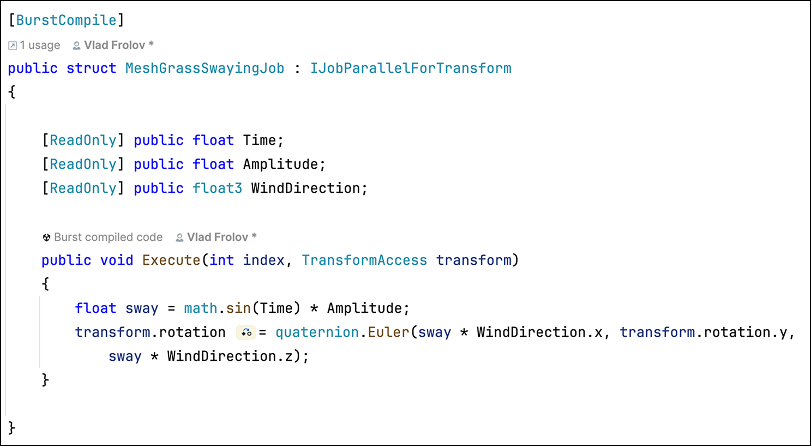 [BurstCompile]
1 usage Vlad Frolov *
public struct MeshGrassSwayingJob : IJobParallelForTransform
{
[ReadOnly] public float Time;
[ReadOnly] public float Amplitude;
[ReadOnly] public float3 WindDirection;
Burst compiled code Vlad Frolov *
public void Execute(int index, TransformAccess transform)
{
float sway = math.sin(Time) * Amplitude;
transform.rotation = quaternion.Euler(sway * WindDirection.x, transform.rotation.y,
sway * WindDirection.z);
}
}